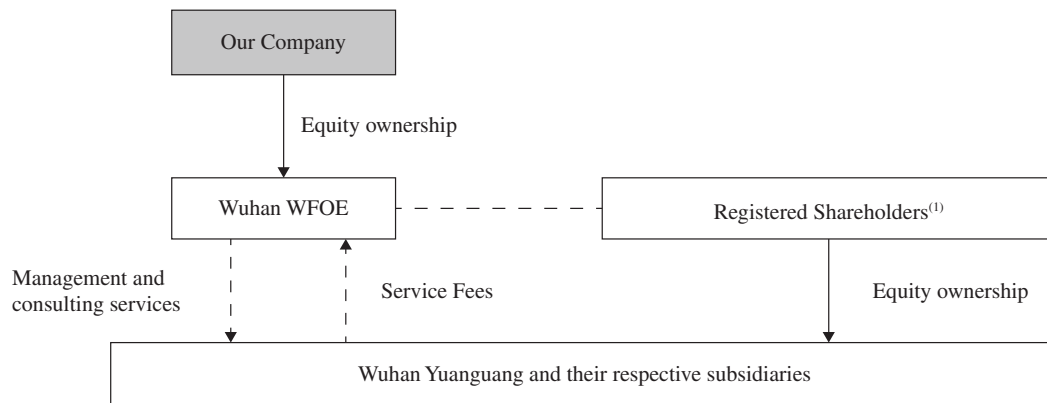 Our Company
Equity ownership
Wuhan WFOE
Registered Shareholders(1)
Management and
consulting services
Service Fees
Equity ownership
Wuhan Yuanguang and their respective subsidiaries